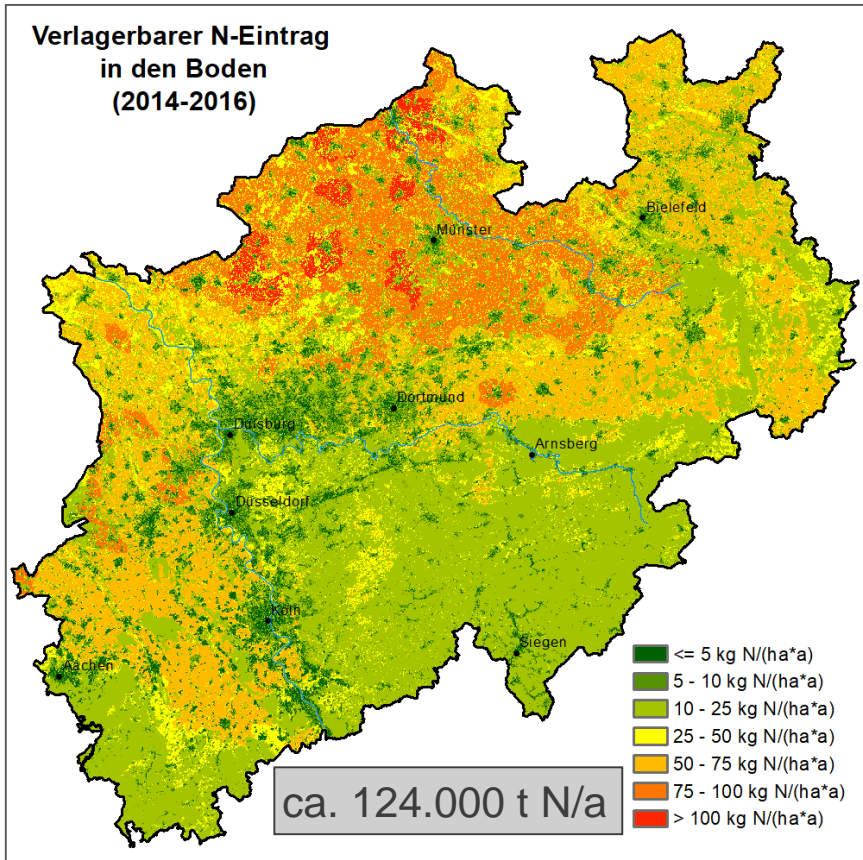 Verlagerbarer N-Eintrag
in den Boden
(2014-2016)
Bielefeld
Münster
Dortmund
Duisburg
Arnsberg
Düsseldorf
Köln
Siegen
Aachen
<= 5 kg N/(ha*a)
5 - 10 kg N/(ha*a)
10 - 25 kg N/(ha*a)
25 - 50 kg N/(ha*a)
50 - 75 kg N/(ha*a)
75 - 100 kg N/(ha*a)
> 100 kg N/(ha*a)
ca. 124.000 t N/a